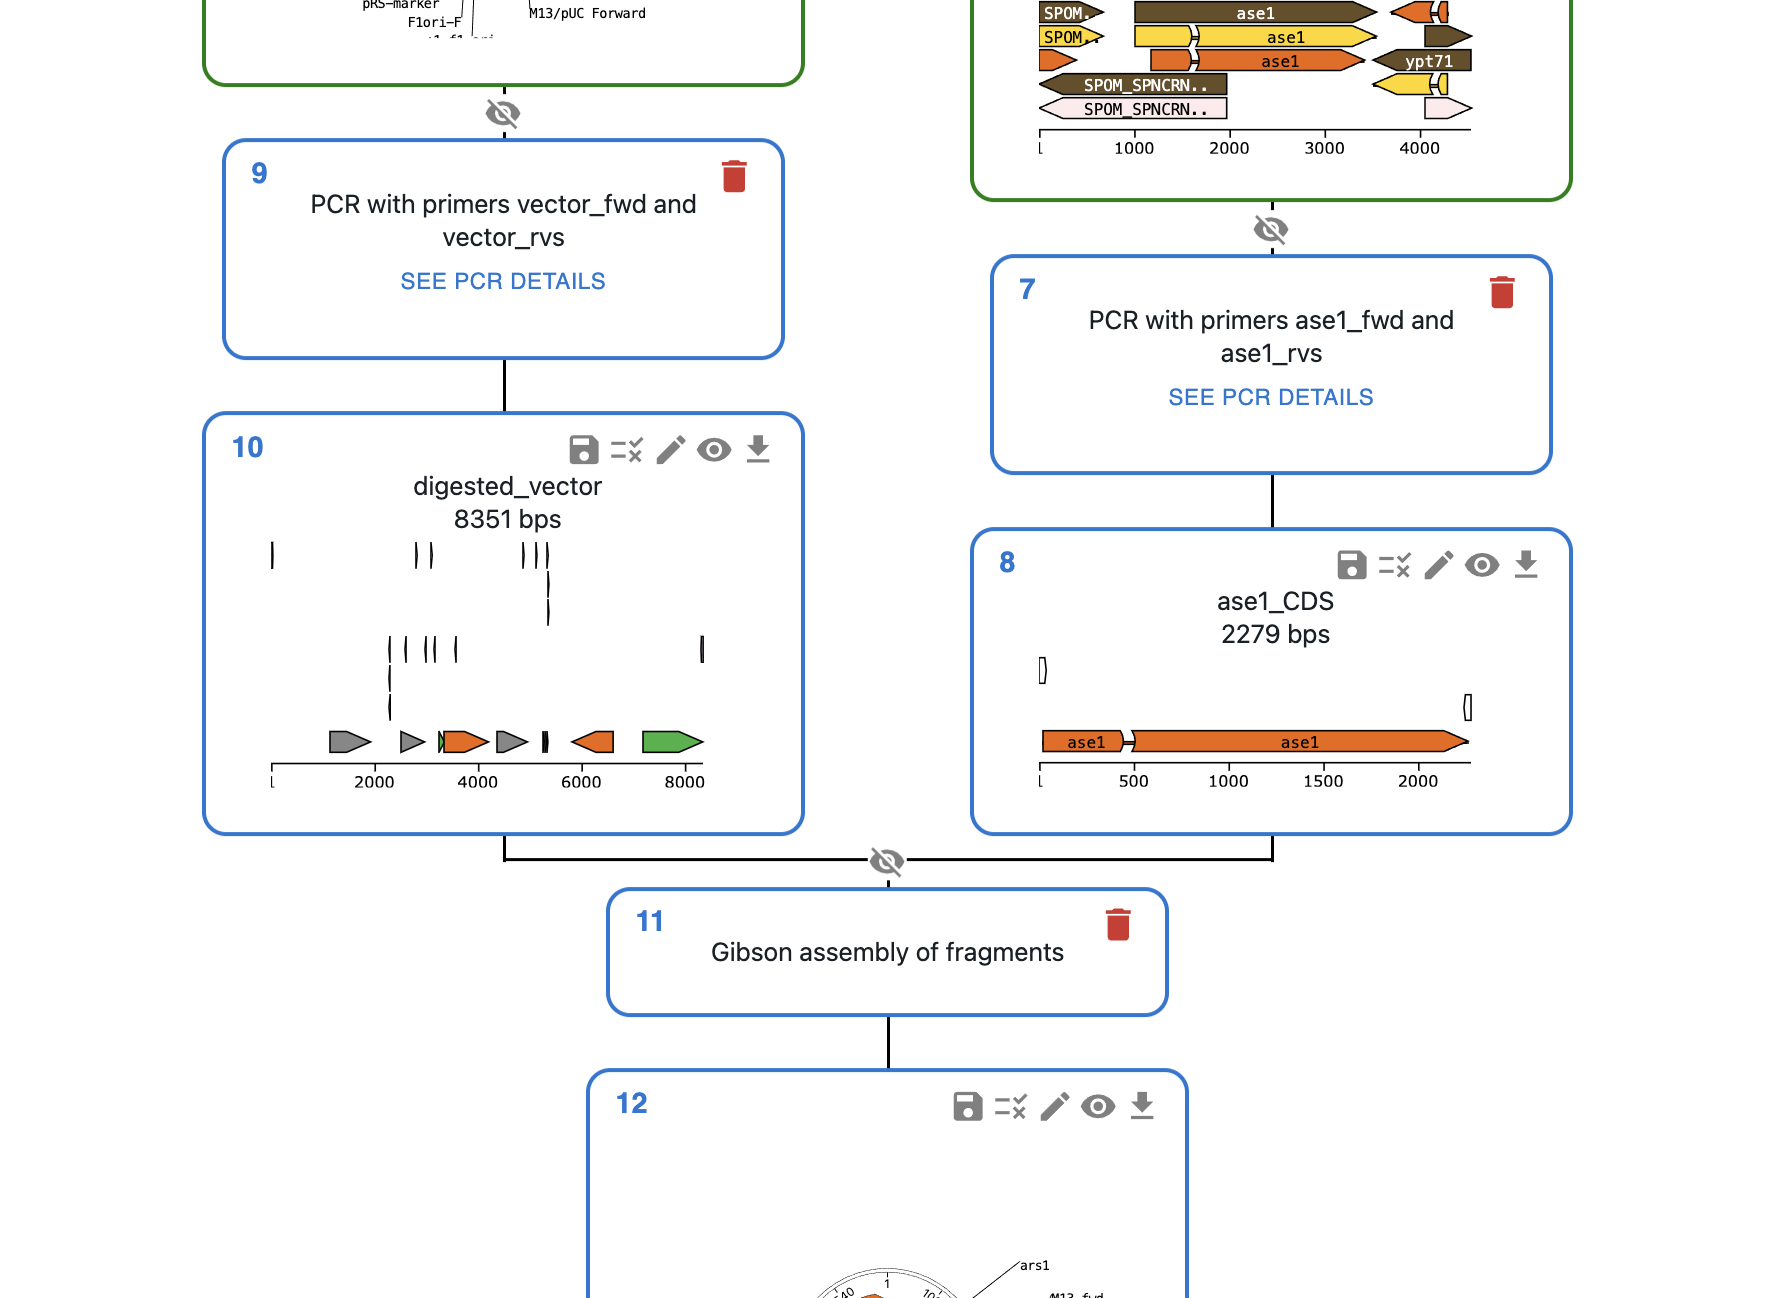 pRS-marker
F1ori-F
M13/pUC Forward
SPOM..
ase1
SPOM..
ase1
ase1
ypt71
SPOM_SPNCRN..
SPOM_SPNCRN..
1000 2000 3000 4000
9
PCR with primers vector_fwd and
vector_rvs
SEE PCR DETAILS
7
PCR with primers ase1_fwd and
ase1_rvs
SEE PCR DETAILS
10
digested_vector
8351 bps
2000 4000 6000 8000
8
ase1_CDS
2279 bps
ase1 ase1
500 1000 1500 2000
11
Gibson assembly of fragments
12
ars1
1
M13 fwd